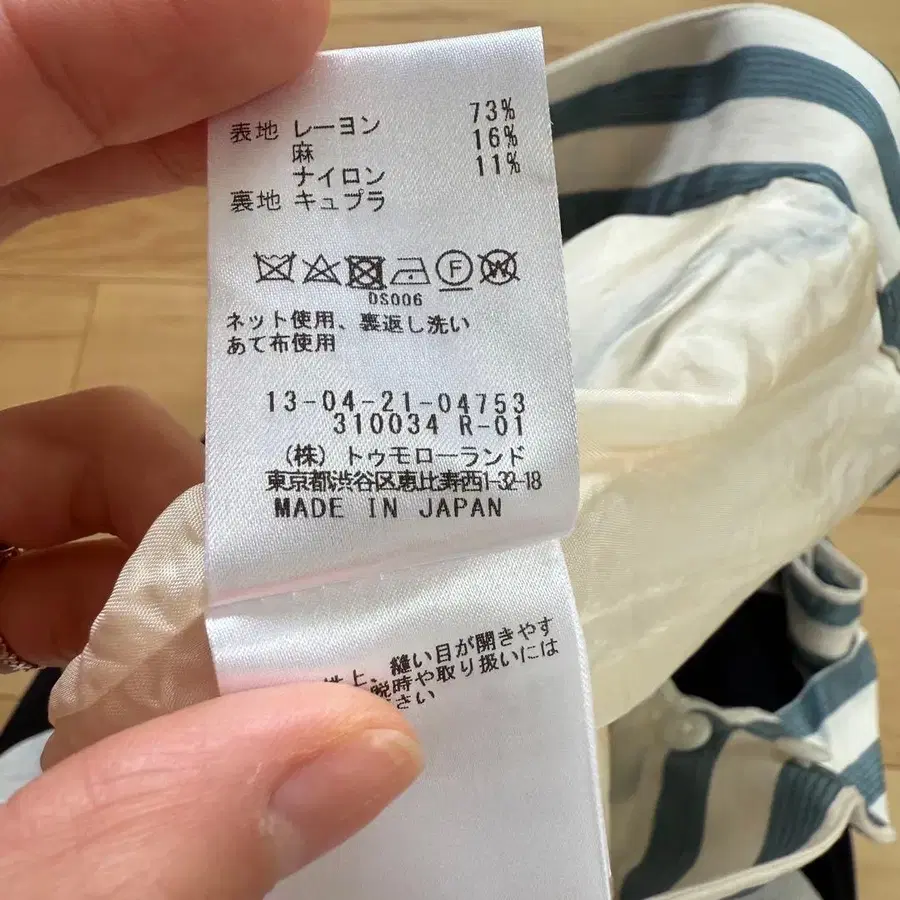 表地 レーヨン 73%
麻 16%
ナイロン 11%
裏地 キュプラ
F W
DS006
ネット使用、裏返し洗い
あて布使用
13-04-21-04753
310034 R-01
(株) トゥモローランド
東京都渋谷区恵比寿西1-32-18
MADE IN JAPAN
上、縫い目が開きやす
脱時や取り扱いには
さい